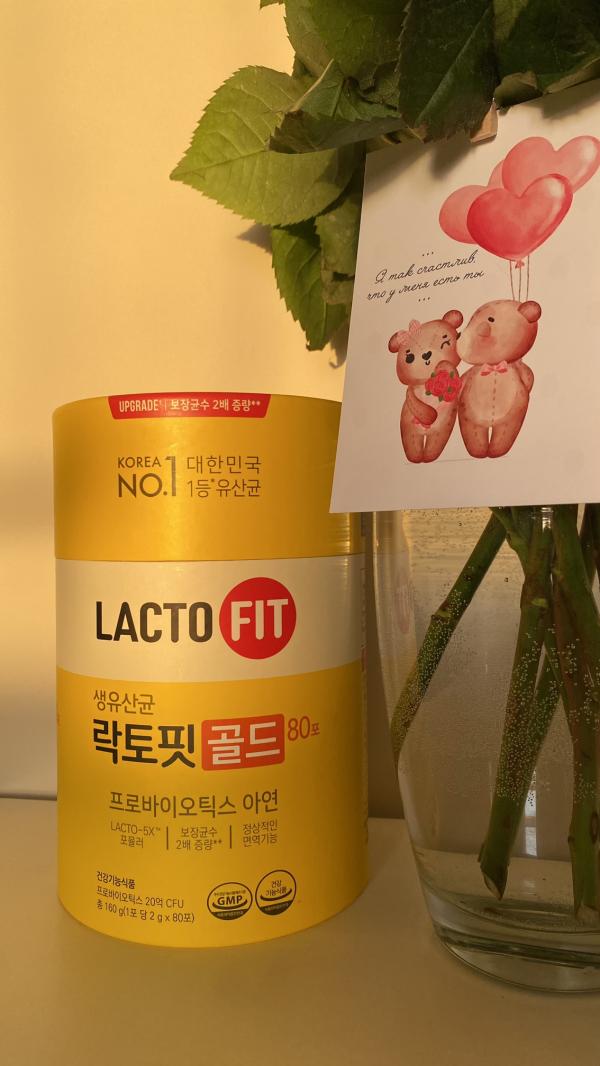 UPGRADE* | 보장균수 2배 증량**
KOREA
NO.1
대한민국
1등*유산균
LACTO FIT
생유산균
락토핏 골드 80포
프로바이오틱스 아연
LACTO-5X™
포뮬러
보장균수
2배 증량**
정상적인
면역기능
건강기능식품
프로바이오틱스 20억 CFU
총 160 g(1포 당 2 g x 80포)
GMP
건강
기능식품
Я так счастлив,
что у меня есть ты